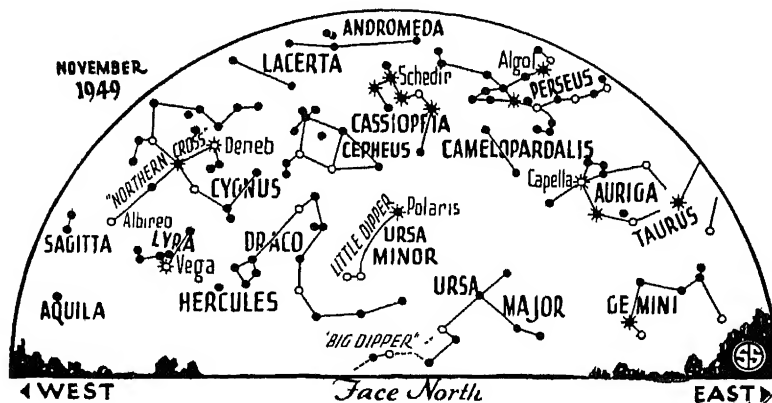 ANDROMEDA
LACERTA
NOVEMBER
1949
Schedir
Algol
PERSEUS
CASSIOPEIA
"NORTHERN CROSS"
Deneb
CEPHEUS
CAMELOPARDALIS
CYGNUS
Capella
AURIGA
Albireo
LITTLE DIPPER
Polaris
TAURUS
SAGITTA
LYRA
DRACO
URSA
MINOR
Vega
HERCULES
URSA
MAJOR
GEMINI
AQUILA
"BIG DIPPER"
SS
WEST
Face North
EAST